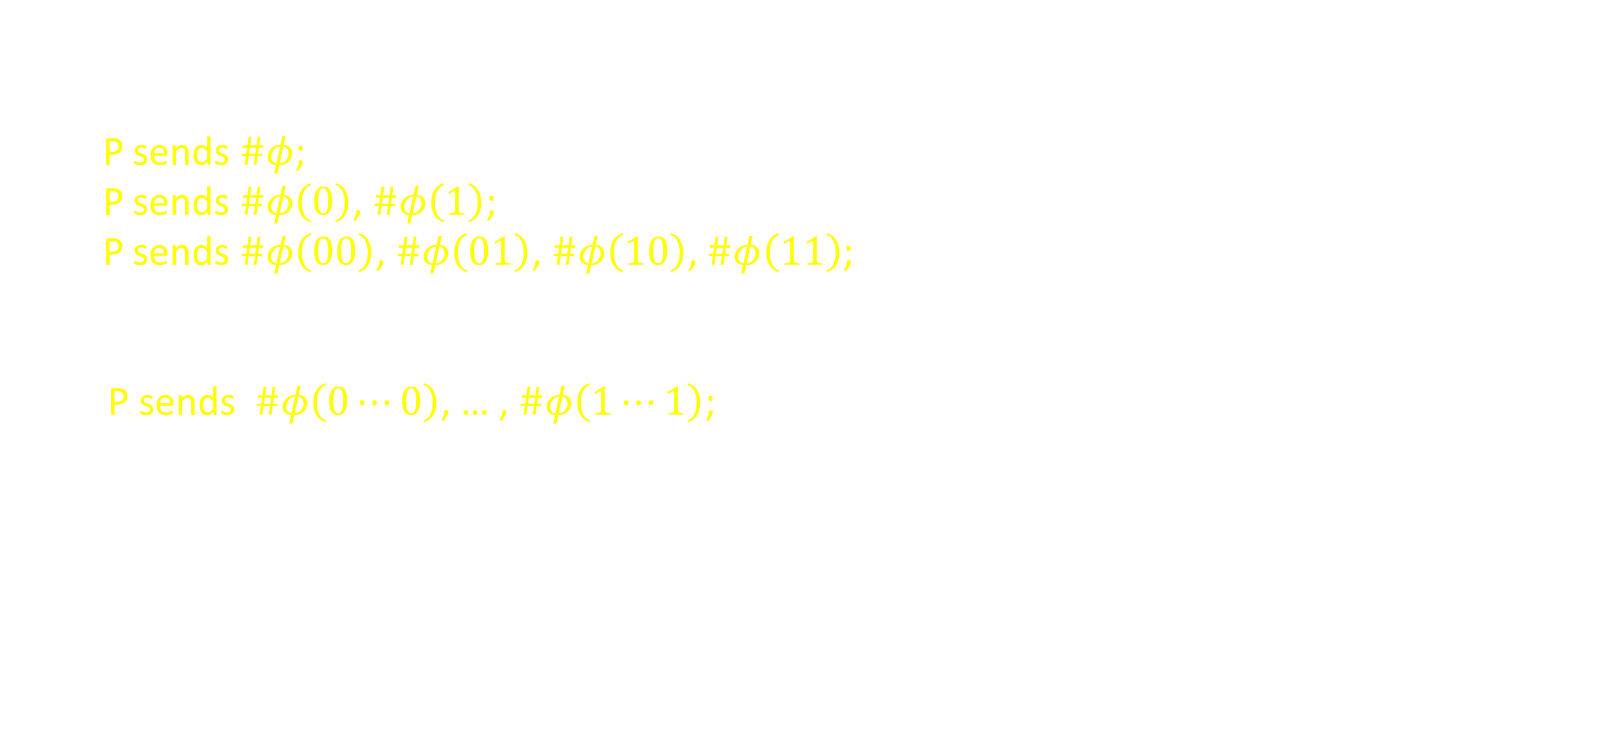 P sends #𝜙;
P sends #𝜙(0), #𝜙(1);
P sends #𝜙(00), #𝜙(01), #𝜙(10), #𝜙(11);
P sends #𝜙(0 ⋯ 0), … , #𝜙(1 ⋯ 1);